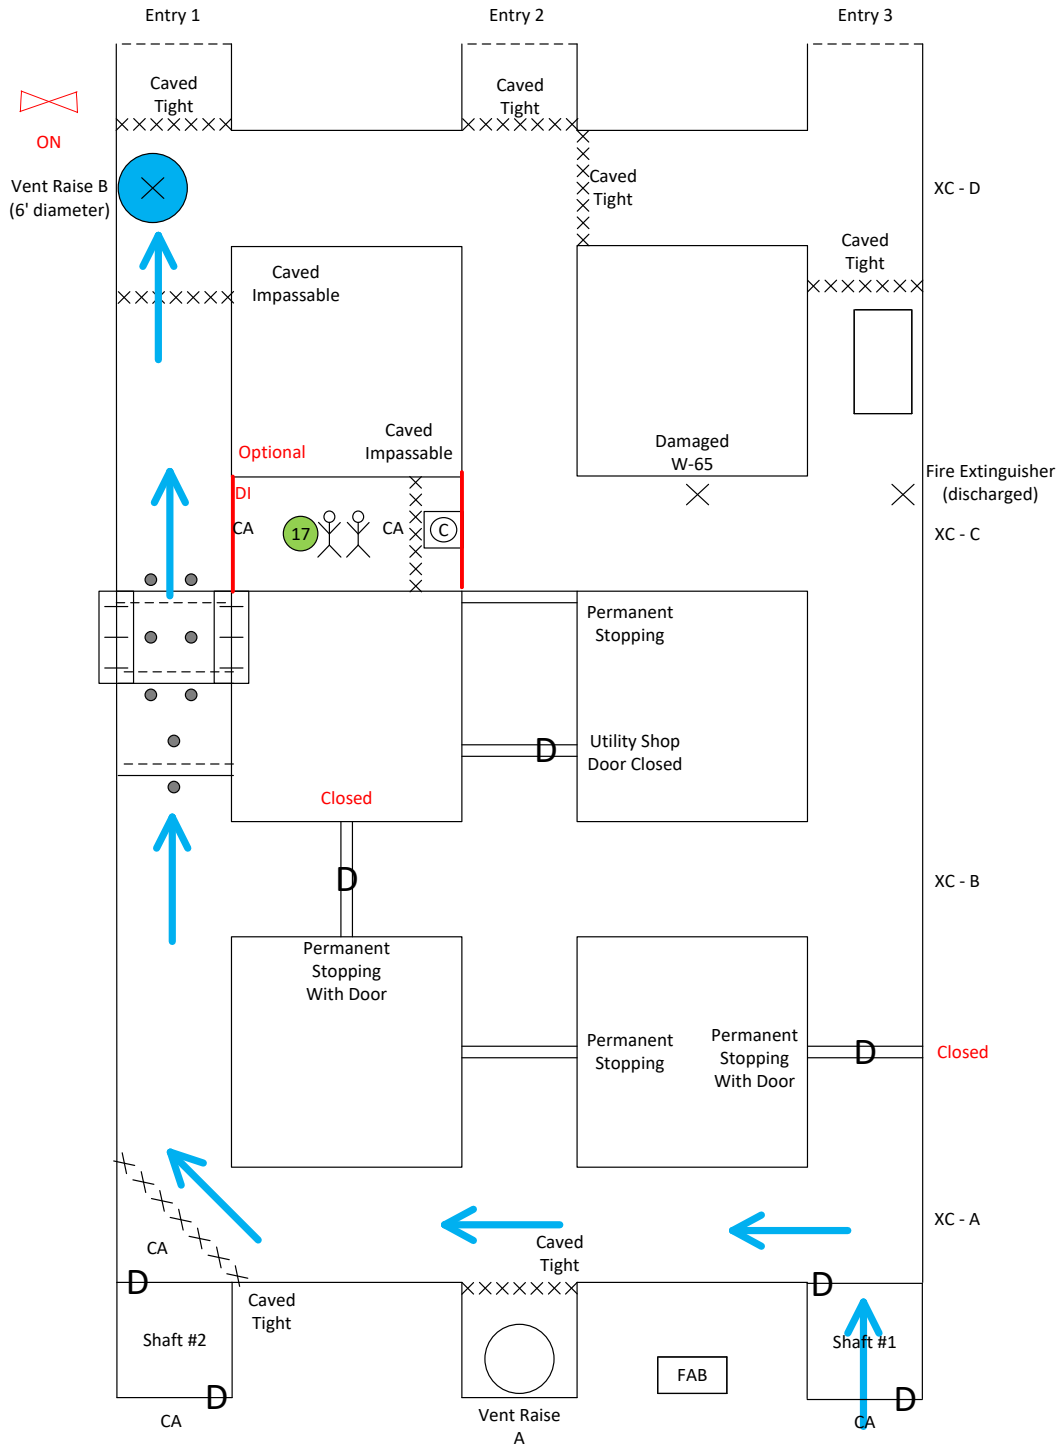 Entry 1
Entry 2
Entry 3
Caved
Tight
Caved
Tight
ON
Vent Raise B
(6' diameter)
Caved
Tight
XC - D
Caved
Tight
Caved
Impassable
Optional
Caved
Impassable
Damaged
W-65
Fire Extinguisher
(discharged)
DI
CA
17
CA
C
XC - C
Permanent
Stopping
D
Utility Shop
Door Closed
Closed
D
XC - B
Permanent
Stopping
With Door
Permanent
Stopping
Permanent
Stopping
With Door
D
Closed
XC - A
CA
Caved
Tight
D
D
Caved
Tight
Shaft #2
Shaft #1
FAB
D
D
CA
Vent Raise
A
CA